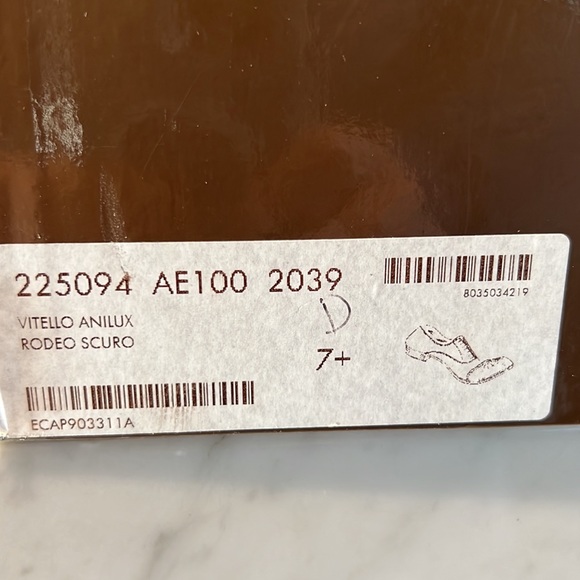 225094 AE100 2039
8035034219
VITELLO ANILUX
RODEO SCURO
D
7+
ECAP903311A